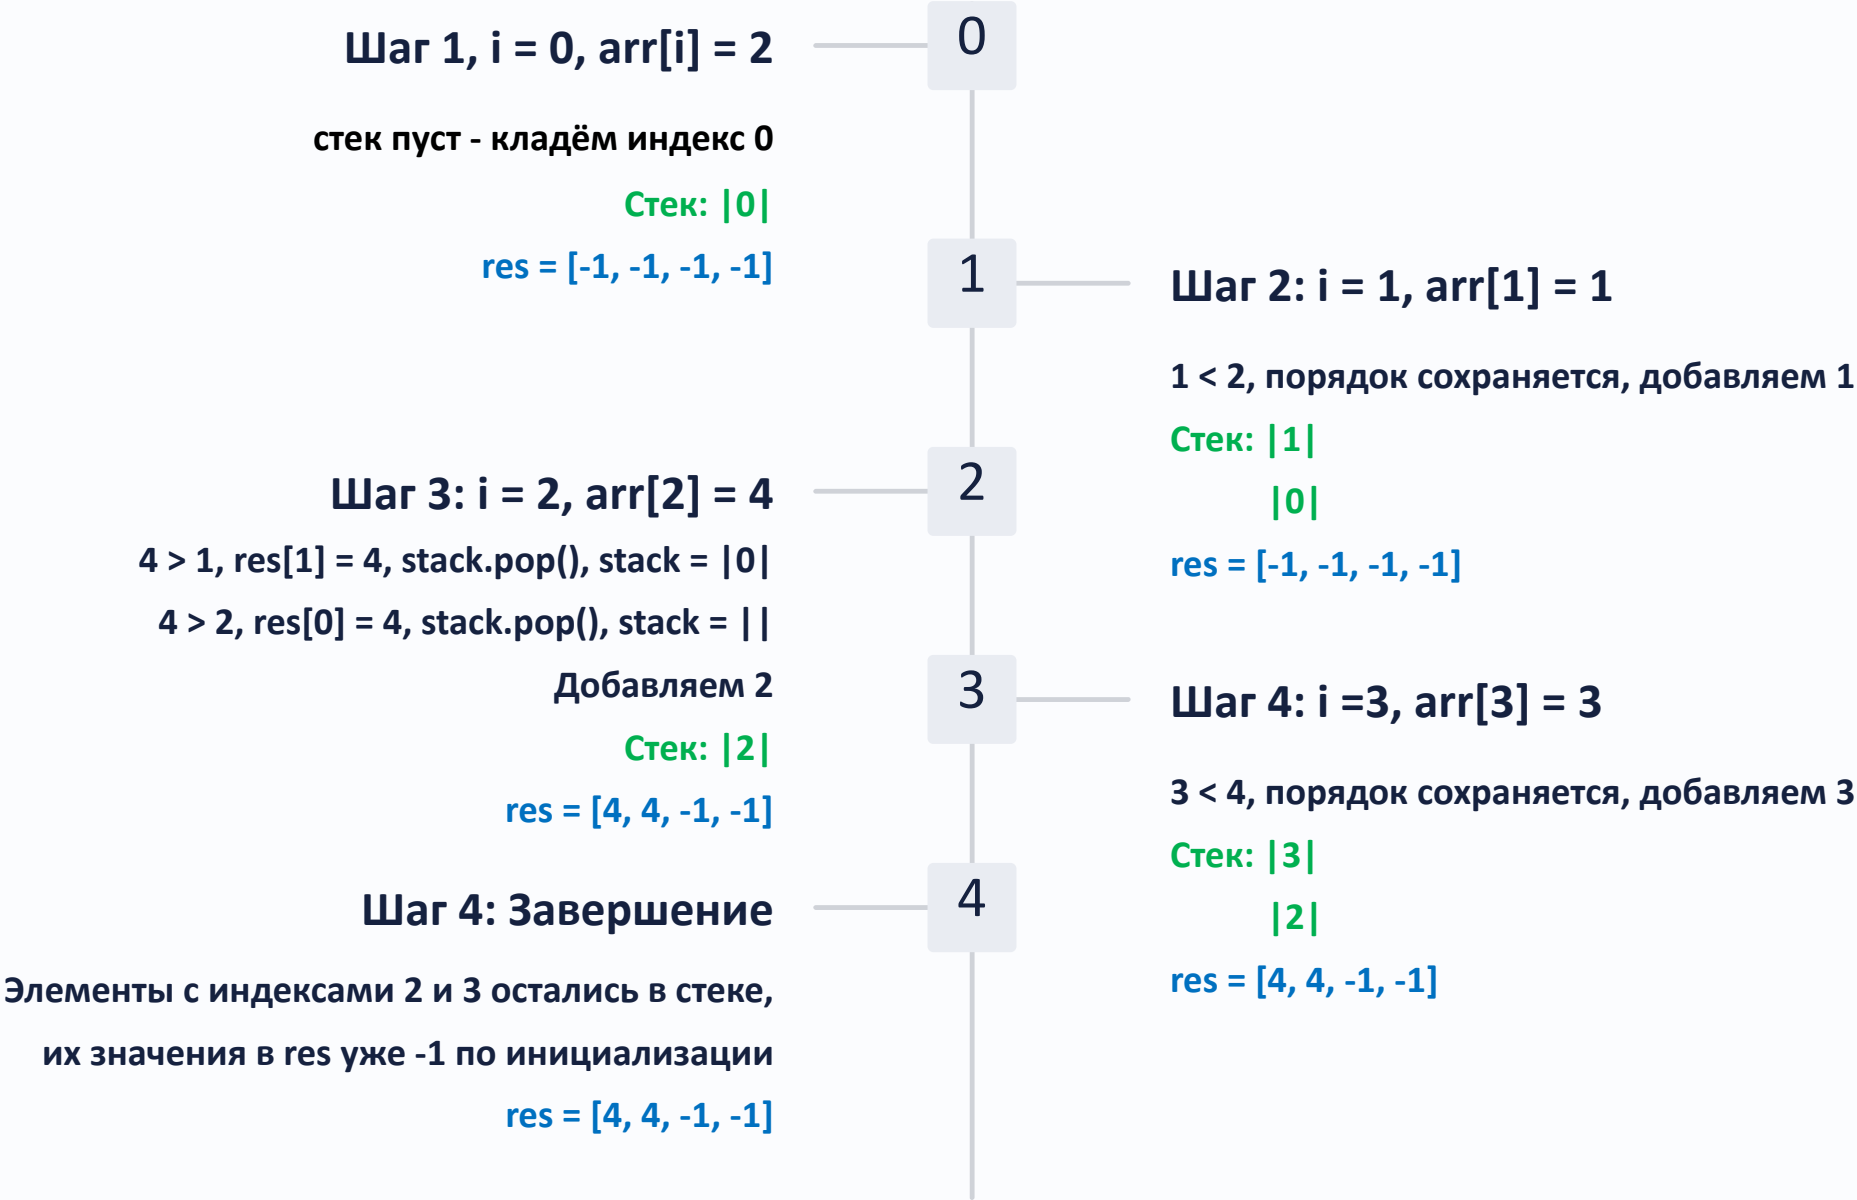 0
Шаг 1, i = 0, arr[i] = 2
стек пуст - кладём индекс 0
Стек: |0|
res = [-1, -1, -1, -1]
1
Шаг 2: i = 1, arr[1] = 1
1 < 2, порядок сохраняется, добавляем 1
Стек: |1|
|0|
res = [-1, -1, -1, -1]
2
Шаг 3: i = 2, arr[2] = 4
4 > 1, res[1] = 4, stack.pop(), stack = |0|
4 > 2, res[0] = 4, stack.pop(), stack = ||
Добавляем 2
Стек: |2|
res = [4, 4, -1, -1]
3
Шаг 4: i =3, arr[3] = 3
3 < 4, порядок сохраняется, добавляем 3
Стек: |3|
|2|
res = [4, 4, -1, -1]
4
Шаг 4: Завершение
Элементы с индексами 2 и 3 остались в стеке,
их значения в res уже -1 по инициализации
res = [4, 4, -1, -1]